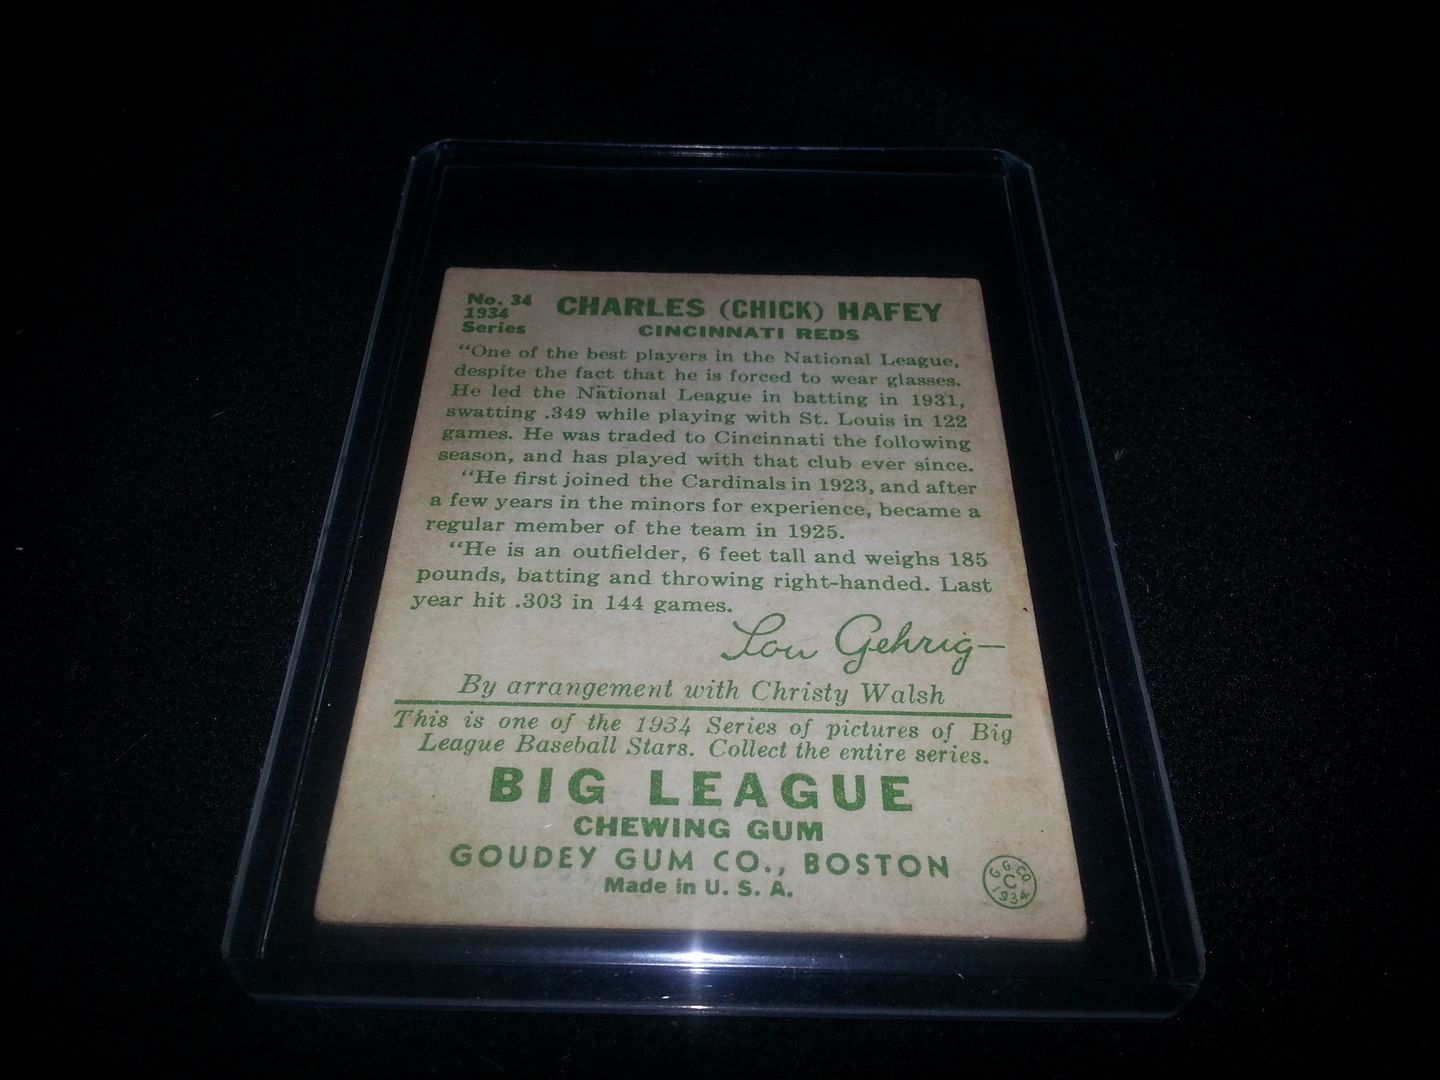 No. 34
1934
Series
CHARLES (CHICK) HAFEY
CINCINNATI REDS
"One of the best players in the National League,
despite the fact that he is forced to wear glasses.
He led the National League in batting in 1931,
swatting .349 while playing with St. Louis in 122
games. He was traded to Cincinnati the following
season, and has played with that club ever since.
"He first joined the Cardinals in 1923, and after
a few years in the minors for experience, became a
regular member of the team in 1925.
"He is an outfielder, 6 feet tall and weighs 185
pounds, batting and throwing right-handed. Last
year hit .303 in 144 games.
Lou Gehrig—
By arrangement with Christy Walsh
This is one of the 1934 Series of pictures of Big
League Baseball Stars. Collect the entire series.
BIG LEAGUE
CHEWING GUM
GOUDEY GUM CO., BOSTON
Made in U. S. A.
G. G. CO.
C
1934